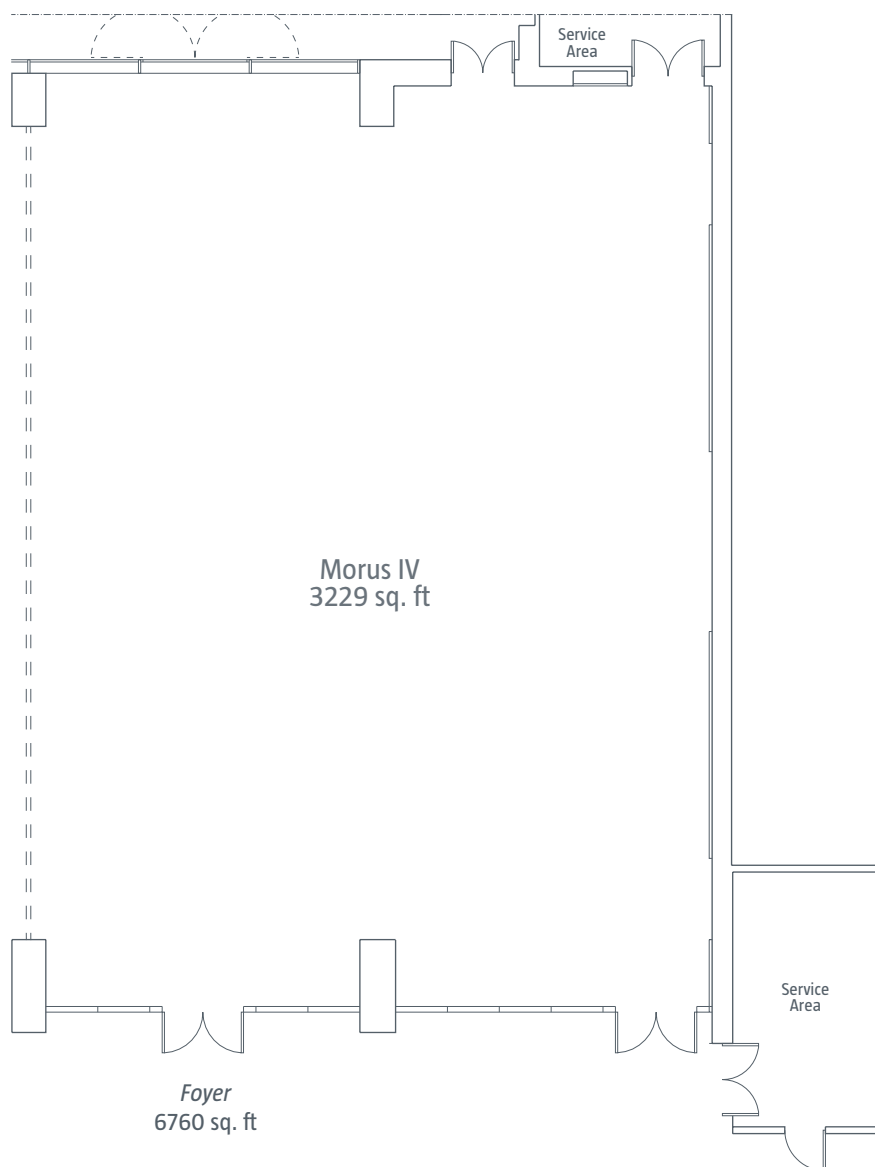 Service
Area
Morus IV
3229 sq. ft
Service
Area
Foyer
6760 sq. ft